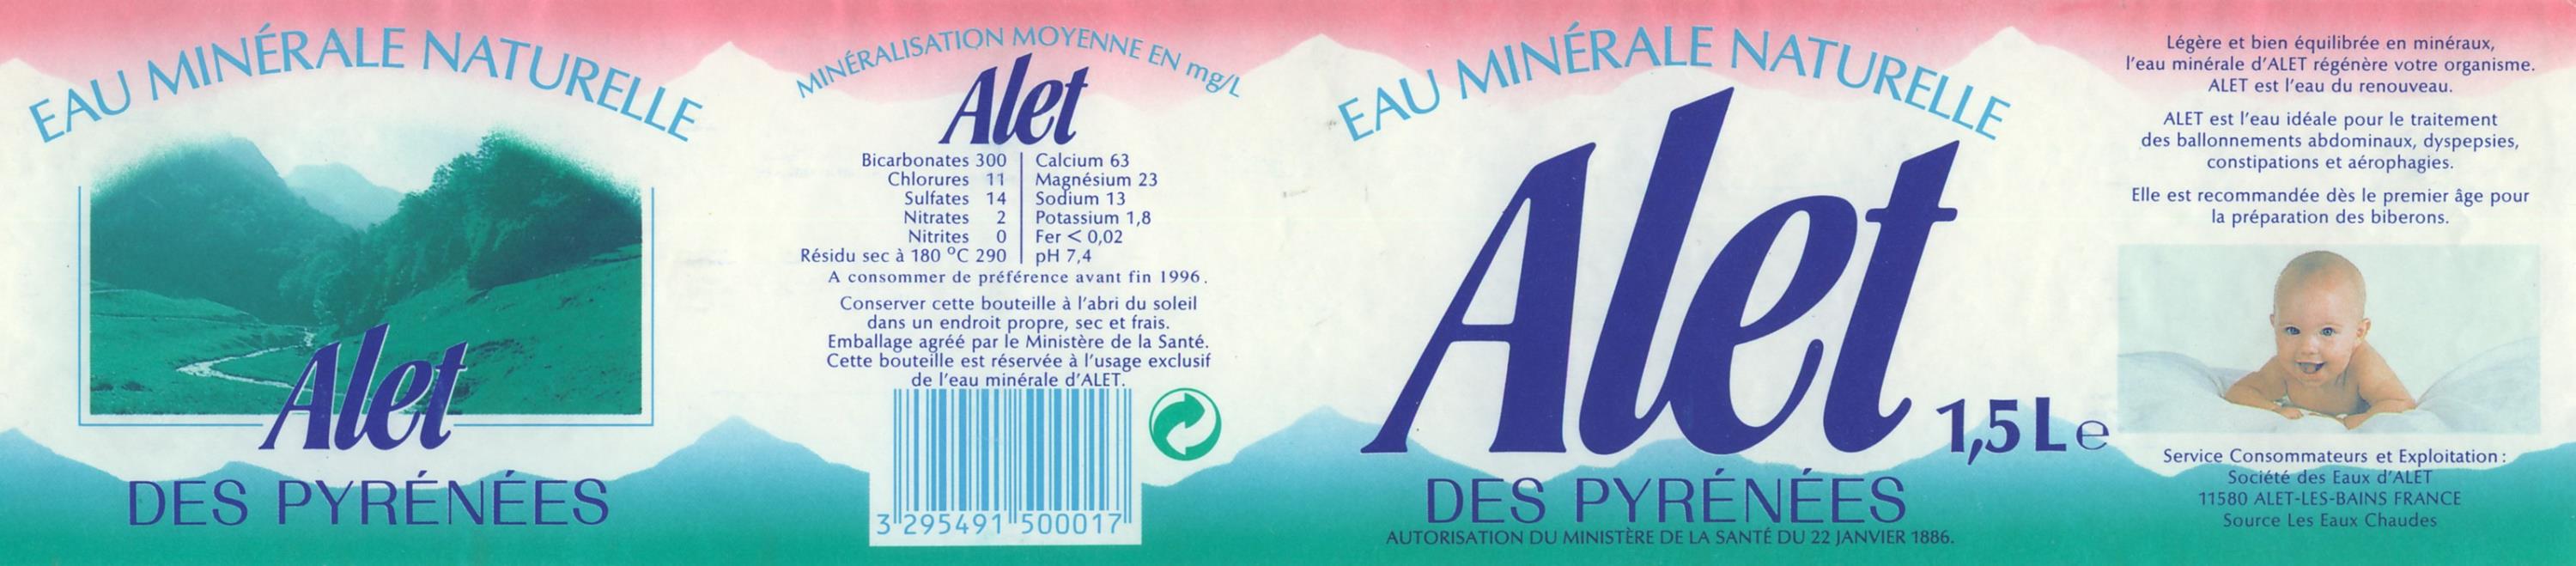 EAU MINÉRALE NATURELLE
Alet
DES PYRÉNÉES
MINÉRALISATION MOYENNE EN mg/L
Alet
Bicarbonates 300 | Calcium 63
Chlorures 11 | Magnésium 23
Sulfates 14 | Sodium 13
Nitrates 2 | Potassium 1,8
Nitrites 0 | Fer < 0,02
Résidu sec à 180 °C 290 | pH 7,4
A consommer de préférence avant fin 1996.
Conserver cette bouteille à l'abri du soleil
dans un endroit propre, sec et frais.
Emballage agréé par le Ministère de la Santé.
Cette bouteille est réservée à l'usage exclusif
de l'eau minérale d'ALET.
3 295491 500017
EAU MINÉRALE NATURELLE
Alet
1,5 L e
DES PYRÉNÉES
AUTORISATION DU MINISTÈRE DE LA SANTÉ DU 22 JANVIER 1886.
Légère et bien équilibrée en minéraux,
l'eau minérale d'ALET régénère votre organisme.
ALET est l'eau du renouveau.
ALET est l'eau idéale pour le traitement
des ballonnements abdominaux, dyspepsies,
constipations et aérophagies.
Elle est recommandée dès le premier âge pour
la préparation des biberons.
Service Consommateurs et Exploitation :
Société des Eaux d'ALET
11580 ALET-LES-BAINS FRANCE
Source Les Eaux Chaudes